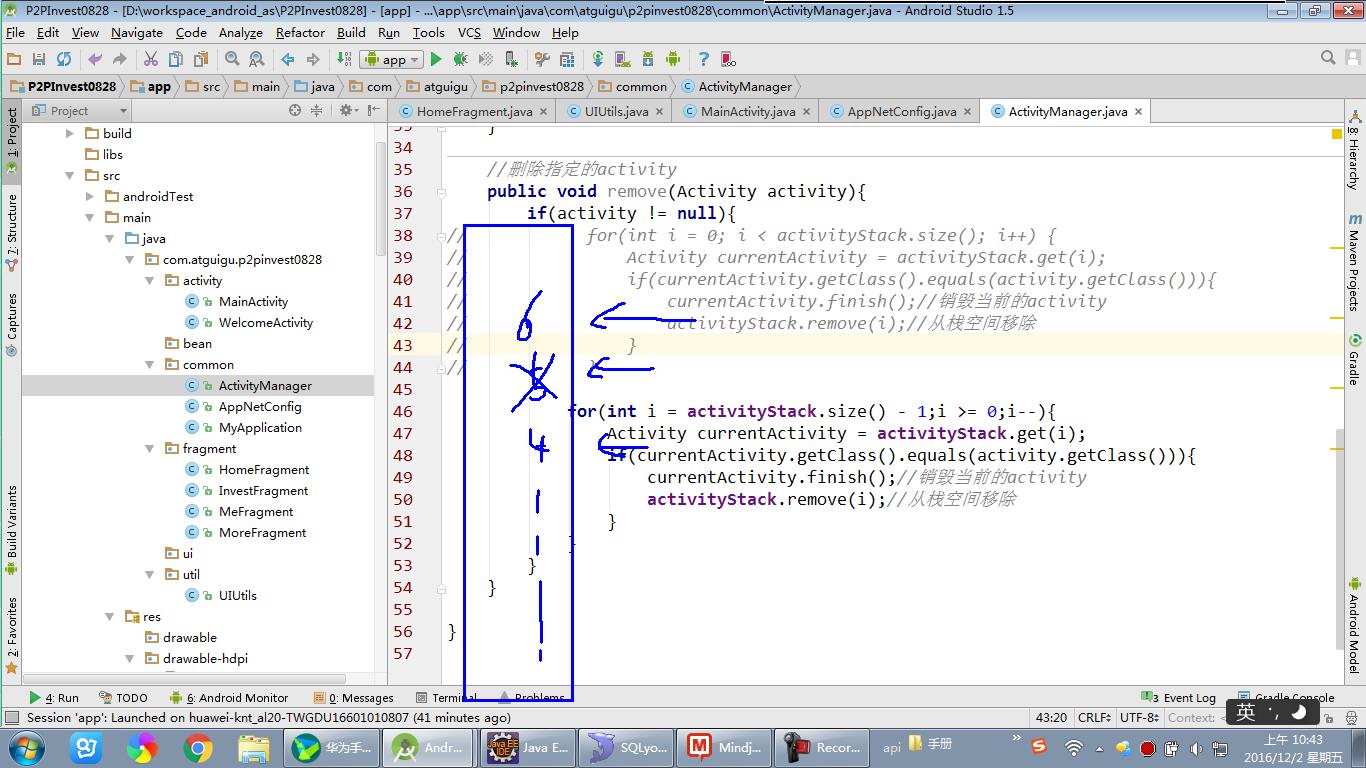 P2PInvest0828 - [D:\workspace_android_as\P2PInvest0828] - [app] - ...\app\src\main\java\com\atguigu\p2pinvest0828\common\ActivityManager.java - Android Studio 1.5
File Edit View Navigate Code Analyze Refactor Build Run Tools VCS Window Help
app
P2PInvest0828 app src main java com atguigu p2pinvest0828 common ActivityManager
Project
HomeFragment.java UIUtils.java MainActivity.java AppNetConfig.java ActivityManager.java
1: Project
7: Structure
Captures
Build Variants
2: Favorites
build
libs
src
androidTest
main
java
com.atguigu.p2pinvest0828
activity
MainActivity
WelcomeActivity
bean
common
ActivityManager
AppNetConfig
MyApplication
fragment
HomeFragment
InvestFragment
MeFragment
MoreFragment
ui
util
UIUtils
res
drawable
drawable-hdpi
33 }
34
35 //删除指定的activity
36 public void remove(Activity activity){
37 if(activity != null){
38 // for(int i = 0; i < activityStack.size(); i++) {
39 // Activity currentActivity = activityStack.get(i);
40 // if(currentActivity.getClass().equals(activity.getClass())){
41 // currentActivity.finish();//销毁当前的activity
42 // activityStack.remove(i);//从栈空间移除
43 // }
44 // }
45
46 for(int i = activityStack.size() - 1;i >= 0;i--){
47 Activity currentActivity = activityStack.get(i);
48 if(currentActivity.getClass().equals(activity.getClass())){
49 currentActivity.finish();//销毁当前的activity
50 activityStack.remove(i);//从栈空间移除
51 }
52 }
53 }
54 }
55
56 }
57
6
5
4
8: Hierarchy
Maven Projects
Gradle
Android Model
4: Run TODO 6: Android Monitor 0: Messages Terminal Problems 3 Event Log Gradle Console
Session 'app': Launched on huawei-knt_al20-TWGDU16601010807 (41 minutes ago) 43:20 CRLF UTF-8 Context:
英
华为手... Andr... Java E... SQLyo... Mindj... Recor... api 手册
上午 10:43
2016/12/2 星期五